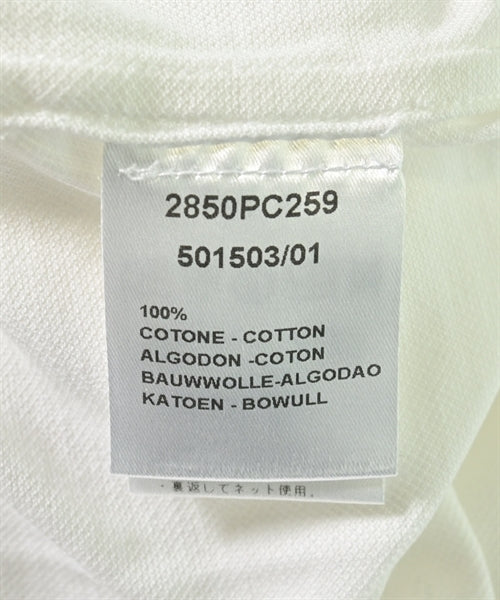 2850PC259
501503/01
100%
COTONE - COTTON
ALGODON -COTON
BAUWWOLLE-ALGODAO
KATOEN - BOWULL
・裏返してネット使用。